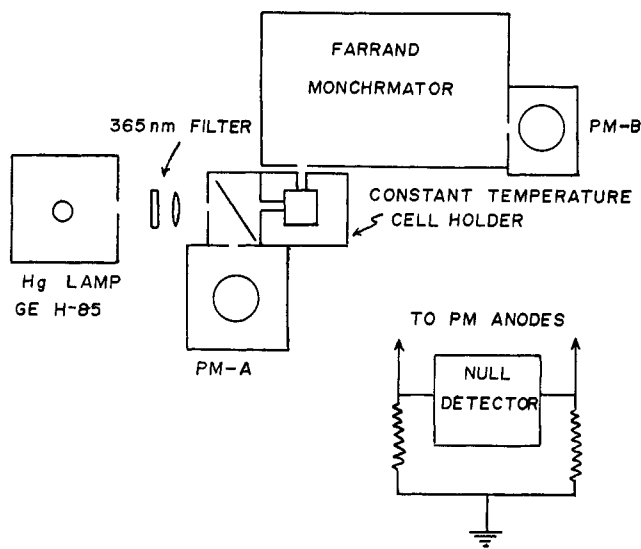 FARRAND
MONCHRMATOR
365nm FILTER
PM-B
CONSTANT TEMPERATURE
CELL HOLDER
Hg LAMP
GE H-85
PM-A
TO PM ANODES
NULL
DETECTOR